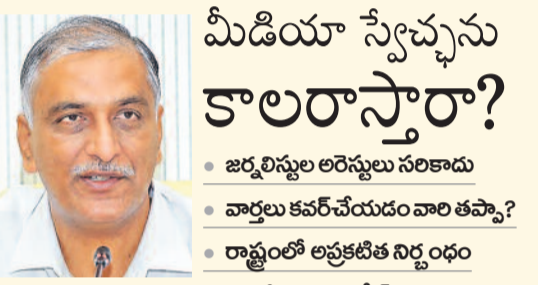 మీడియా స్వేచ్ఛను
కాలరాస్తారా?
• జర్నలిస్టుల అరెస్టులు సరికాదు
• వార్తలు కవర్‌చేయడం వారి తప్పా?
• రాష్ట్రంలో అప్రకటిత నిర్బంధం